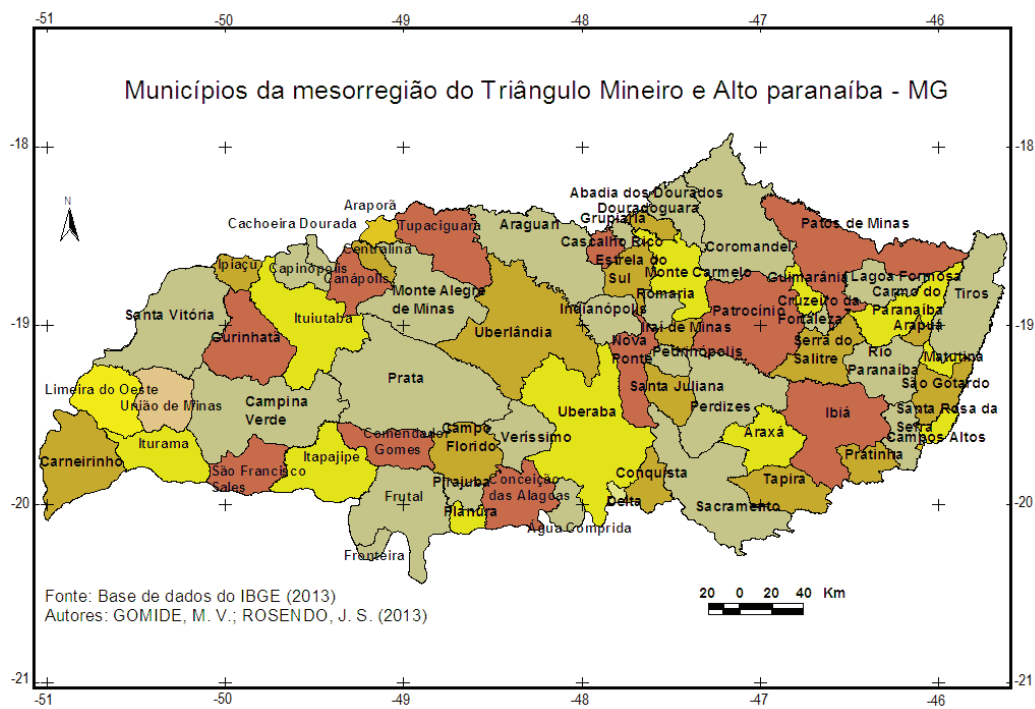 -51 -50 -49 -48 -47 -46
Municípios da mesorregião do Triângulo Mineiro e Alto paranaíba - MG
-18 -18
Abadia dos Dourados
Araporã
Douradoquara
Cachoeira Dourada
Tupaciguara
Araguari
Grupiara
Patos de Minas
Cascalho Rico
Coromandel
Centralina
Estrela do
Sul
Ipiaçu
Capinópolis
Canápolis
Monte Carmelo
Guimarânia
Lagoa Formosa
Monte Alegre
de Minas
Romaria
Carmo do
Paranaiba
Tiros
Santa Vitória
Ituiutaba
Indianópolis
Patrocínio
Cruzeiro da
Fortaleza
-19 -19
Gurinhatã
Uberlândia
Iraí de Minas
Arapuá
Nova
Ponte
Pedrinópolis
Serra do
Salitre
Rio
Paranaiba
Matutina
Limeira do Oeste
União de Minas
Prata
Santa Juliana
São Gotardo
Campina
Verde
Uberaba
Perdizes
Ibiá
Santa Rosa da
Serra
Iturama
Comendador
Gomes
Campo
Florido
Veríssimo
Araxá
Campos Altos
Carneirinho
São Francisco
Sales
Itapajipe
Pratinha
Pirajuba
Conceição
das Alagoas
Conquista
Tapira
Frutal
Planura
Delta
Sacramento
-20 -20
Água Comprida
Fronteira
Fonte: Base de dados do IBGE (2013)
Autores: GOMIDE, M. V.; ROSENDO, J. S. (2013)
20 0 20 40 Km
N
-21 -21
-51 -50 -49 -48 -47 -46